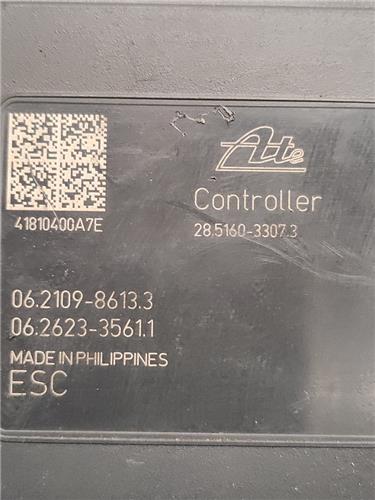 Ate
41810400A7E
Controller
28.5160-3307.3
06.2109-8613.3
06.2623-3561.1
MADE IN PHILIPPINES
ESC